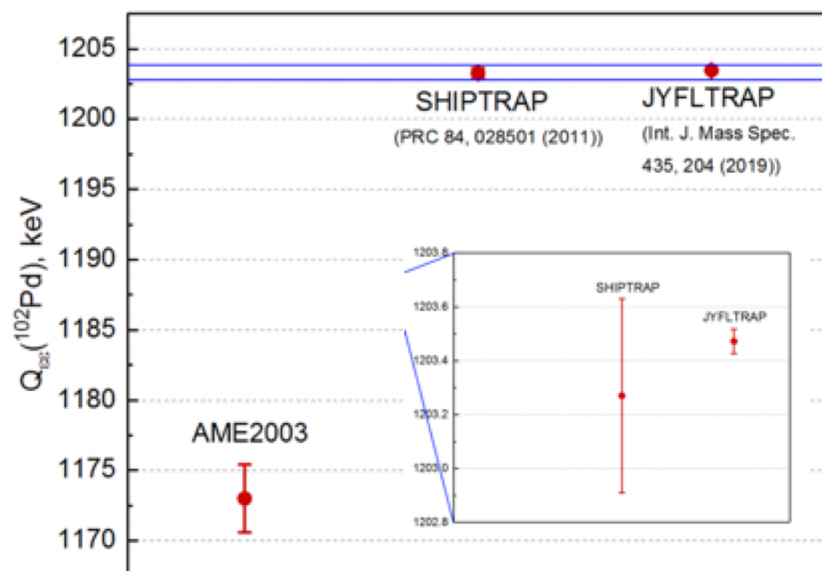 1205
1200
1195
1190
1185
1180
1175
1170
Q (¹⁰²Pd), keV
SHIPTRAP
(PRC 84, 028501 (2011))
JYFLTRAP
(Int. J. Mass Spec.
435, 204 (2019))
AME2003
1203.8
1203.6
1203.4
1203.2
1203.0
1202.8
SHIPTRAP
JYFLTRAP